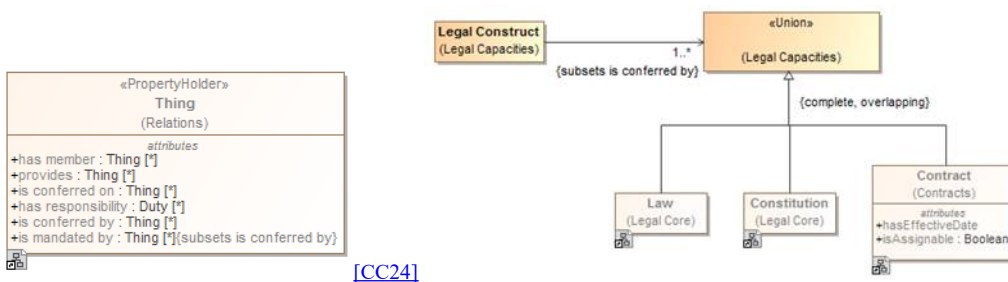 «PropertyHolder»
Thing
(Relations)
attributes
+has member : Thing [*]
+provides : Thing [*]
+is conferred on : Thing [*]
+has responsibility : Duty [*]
+is conferred by : Thing [*]
+is mandated by : Thing [*]{subsets is conferred by}
[CC24]
Legal Construct
(Legal Capacities)
1..*
{subsets is conferred by}
«Union»
(Legal Capacities)
{complete, overlapping}
Law
(Legal Core)
Constitution
(Legal Core)
Contract
(Contracts)
attributes
+hasEffectiveDate
+isAssignable : Boolean